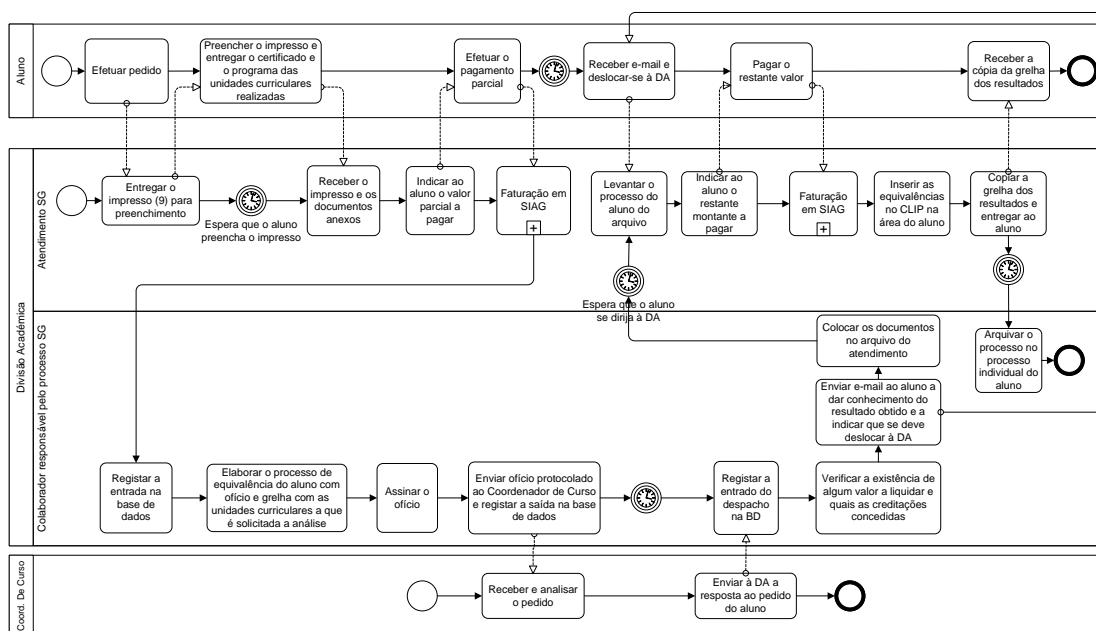 Aluno
Efetuar pedido
Preencher o impresso e
entregar o certificado e
o programa das
unidades curriculares
realizadas
Efetuar o
pagamento
parcial
Receber e-mail e
deslocar-se à DA
Pagar o
restante valor
Receber a
cópia da grelha
dos resultados
Divisão Académica
Atendimento SG
Entregar o
impresso (9) para
preenchimento
Espera que o aluno
preencha o impresso
Receber o
impresso e os
documentos
anexos
Indicar ao
aluno o valor
parcial a
pagar
Faturação em
SIAG
Levantar o
processo do
aluno do
arquivo
Indicar ao
aluno o
restante
montante a
pagar
Faturação
em SIAG
Inserir as
equivalências
no CLIP na
área do aluno
Copiar a
grelha dos
resultados e
entregar ao
aluno
Espera que o aluno
se dirija à DA
Colaborador responsável pelo processo SG
Colocar os documentos
no arquivo do
atendimento
Arquivar o
processo no
processo
individual do
aluno
Enviar e-mail ao aluno a
dar conhecimento do
resultado obtido e a
indicar que se deve
deslocar à DA
Registar a
entrada na
base de
dados
Elaborar o processo de
equivalência do aluno com
ofício e grelha com as
unidades curriculares a que
é solicitada a análise
Assinar o
ofício
Enviar ofício protocolado
ao Coordenador de Curso
e registar a saída na base
de dados
Registar a
entrado do
despacho
na BD
Verificar a existência de
algum valor a liquidar e
quais as creditações
concedidas
Coord. De Curso
Receber e analisar
o pedido
Enviar à DA a
resposta ao pedido
do aluno